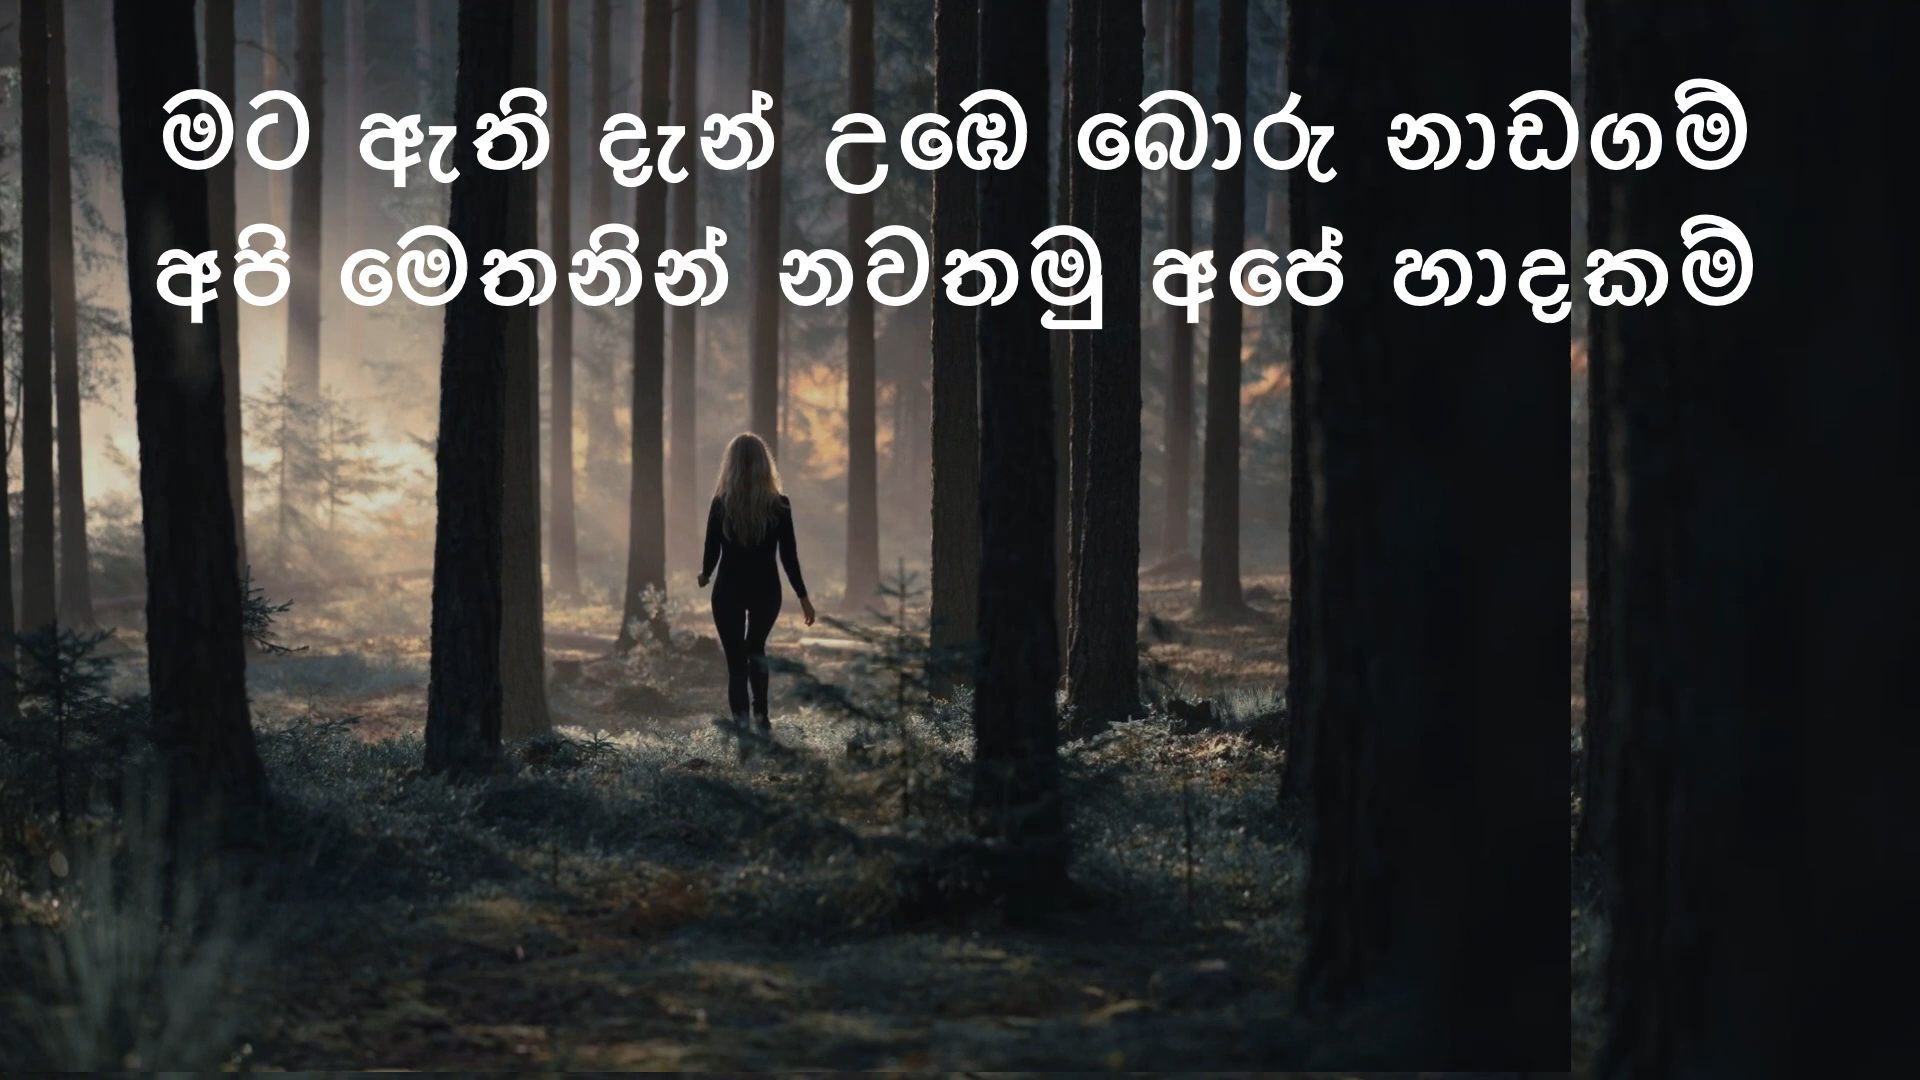 මට ඇති දැන් උඹෙ බොරු නාඩගම්
අපි මෙතනින් නවතමු අපේ හාදකම්